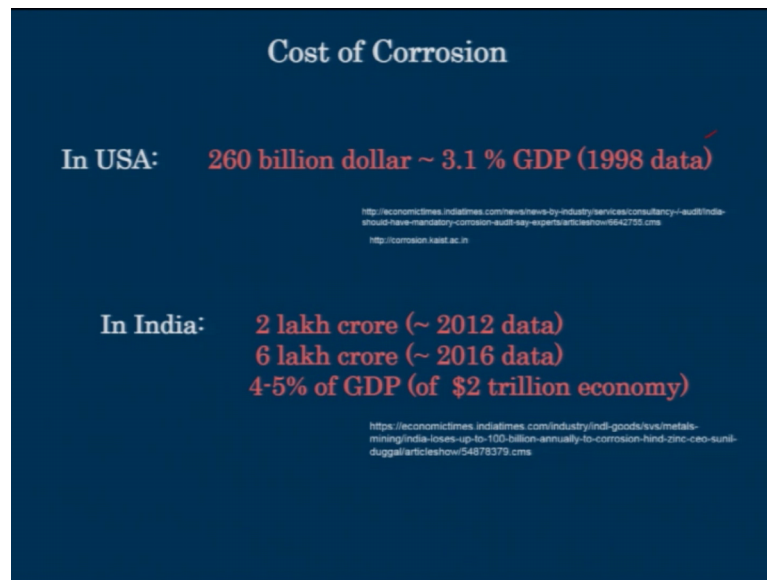 Cost of Corrosion
In USA: 260 billion dollar ~ 3.1 % GDP (1998 data)
http://economictimes.indiatimes.com/news/news-by-industry/services/consultancy-/-audit/india-
should-have-mandatory-corrosion-audit-say-experts/articleshow/6642755.cms
http://corrosion.kaist.ac.in
In India: 2 lakh crore (~ 2012 data)
6 lakh crore (~ 2016 data)
4-5% of GDP (of $2 trillion economy)
https://economictimes.indiatimes.com/industry/indl-goods/svs/metals-
mining/india-loses-up-to-100-billion-annually-to-corrosion-hind-zinc-ceo-sunil-
duggal/articleshow/54878379.cms